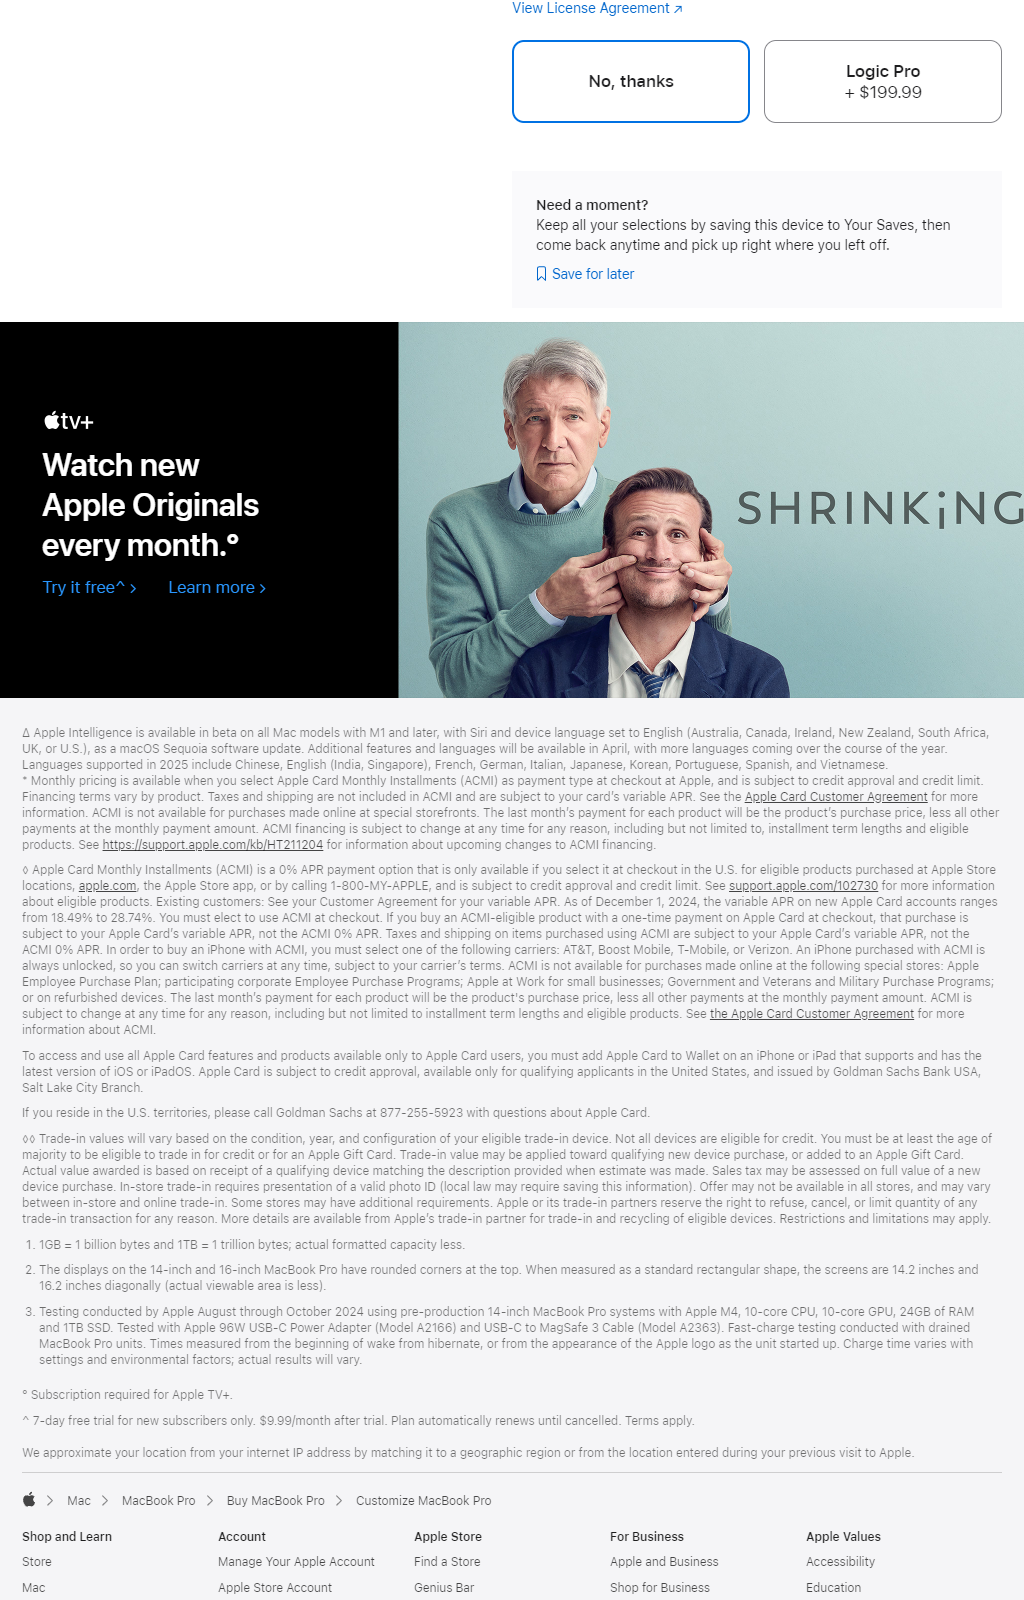 View License Agreement ↗
No, thanks
Logic Pro
+ $199.99
Need a moment?
Keep all your selections by saving this device to Your Saves, then
come back anytime and pick up right where you left off.
Save for later
tv+
Watch new
Apple Originals
every month.°
Try it free^ >
Learn more >
SHRINKiNG
Δ Apple Intelligence is available in beta on all Mac models with M1 and later, with Siri and device language set to English (Australia, Canada, Ireland, New Zealand, South Africa,
UK, or U.S.), as a macOS Sequoia software update. Additional features and languages will be available in April, with more languages coming over the course of the year.
Languages supported in 2025 include Chinese, English (India, Singapore), French, German, Italian, Japanese, Korean, Portuguese, Spanish, and Vietnamese.
* Monthly pricing is available when you select Apple Card Monthly Installments (ACMI) as payment type at checkout at Apple, and is subject to credit approval and credit limit.
Financing terms vary by product. Taxes and shipping are not included in ACMI and are subject to your card’s variable APR. See the Apple Card Customer Agreement for more
information. ACMI is not available for purchases made online at special storefronts. The last month’s payment for each product will be the product’s purchase price, less all other
payments at the monthly payment amount. ACMI financing is subject to change at any time for any reason, including but not limited to, installment term lengths and eligible
products. See https://support.apple.com/kb/HT211204 for information about upcoming changes to ACMI financing.
◊ Apple Card Monthly Installments (ACMI) is a 0% APR payment option that is only available if you select it at checkout in the U.S. for eligible products purchased at Apple Store
locations, apple.com, the Apple Store app, or by calling 1-800-MY-APPLE, and is subject to credit approval and credit limit. See support.apple.com/102730 for more information
about eligible products. Existing customers: See your Customer Agreement for your variable APR. As of December 1, 2024, the variable APR on new Apple Card accounts ranges
from 18.49% to 28.74%. You must elect to use ACMI at checkout. If you buy an ACMI-eligible product with a one-time payment on Apple Card at checkout, that purchase is
subject to your Apple Card’s variable APR, not the ACMI 0% APR. Taxes and shipping on items purchased using ACMI are subject to your Apple Card’s variable APR, not the
ACMI 0% APR. In order to buy an iPhone with ACMI, you must select one of the following carriers: AT&T, Boost Mobile, T-Mobile, or Verizon. An iPhone purchased with ACMI is
always unlocked, so you can switch carriers at any time, subject to your carrier’s terms. ACMI is not available for purchases made online at the following special stores: Apple
Employee Purchase Plan; participating corporate Employee Purchase Programs; Apple at Work for small businesses; Government and Veterans and Military Purchase Programs;
or on refurbished devices. The last month’s payment for each product will be the product's purchase price, less all other payments at the monthly payment amount. ACMI is
subject to change at any time for any reason, including but not limited to installment term lengths and eligible products. See the Apple Card Customer Agreement for more
information about ACMI.
To access and use all Apple Card features and products available only to Apple Card users, you must add Apple Card to Wallet on an iPhone or iPad that supports and has the
latest version of iOS or iPadOS. Apple Card is subject to credit approval, available only for qualifying applicants in the United States, and issued by Goldman Sachs Bank USA,
Salt Lake City Branch.
If you reside in the U.S. territories, please call Goldman Sachs at 877-255-5923 with questions about Apple Card.
◊◊ Trade-in values will vary based on the condition, year, and configuration of your eligible trade-in device. Not all devices are eligible for credit. You must be at least the age of
majority to be eligible to trade in for credit or for an Apple Gift Card. Trade-in value may be applied toward qualifying new device purchase, or added to an Apple Gift Card.
Actual value awarded is based on receipt of a qualifying device matching the description provided when estimate was made. Sales tax may be assessed on full value of a new
device purchase. In-store trade-in requires presentation of a valid photo ID (local law may require saving this information). Offer may not be available in all stores, and may vary
between in-store and online trade-in. Some stores may have additional requirements. Apple or its trade-in partners reserve the right to refuse, cancel, or limit quantity of any
trade-in transaction for any reason. More details are available from Apple’s trade-in partner for trade-in and recycling of eligible devices. Restrictions and limitations may apply.
1. 1GB = 1 billion bytes and 1TB = 1 trillion bytes; actual formatted capacity less.
2. The displays on the 14-inch and 16-inch MacBook Pro have rounded corners at the top. When measured as a standard rectangular shape, the screens are 14.2 inches and
16.2 inches diagonally (actual viewable area is less).
3. Testing conducted by Apple August through October 2024 using pre-production 14-inch MacBook Pro systems with Apple M4, 10-core CPU, 10-core GPU, 24GB of RAM
and 1TB SSD. Tested with Apple 96W USB-C Power Adapter (Model A2166) and USB-C to MagSafe 3 Cable (Model A2363). Fast-charge testing conducted with drained
MacBook Pro units. Times measured from the beginning of wake from hibernate, or from the appearance of the Apple logo as the unit started up. Charge time varies with
settings and environmental factors; actual results will vary.
° Subscription required for Apple TV+.
^ 7-day free trial for new subscribers only. $9.99/month after trial. Plan automatically renews until cancelled. Terms apply.
We approximate your location from your internet IP address by matching it to a geographic region or from the location entered during your previous visit to Apple.
Mac
MacBook Pro
Buy MacBook Pro
Customize MacBook Pro
Shop and Learn
Account
Apple Store
For Business
Apple Values
Store
Manage Your Apple Account
Find a Store
Apple and Business
Accessibility
Mac
Apple Store Account
Genius Bar
Shop for Business
Education